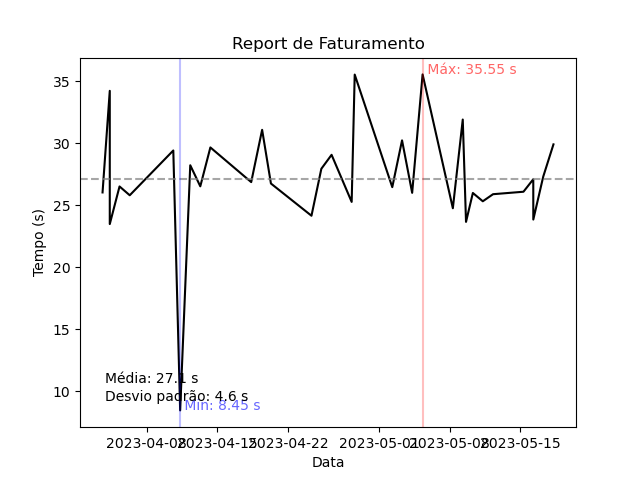 Report de Faturamento
Máx: 35.55 s
35
30
25
20
15
10
Tempo (s)
Média: 27.1 s
Desvio padrão: 4.6 s
Mín: 8.45 s
2023-04-08 2023-04-15 2023-04-22 2023-05-01 2023-05-08 2023-05-15
Data